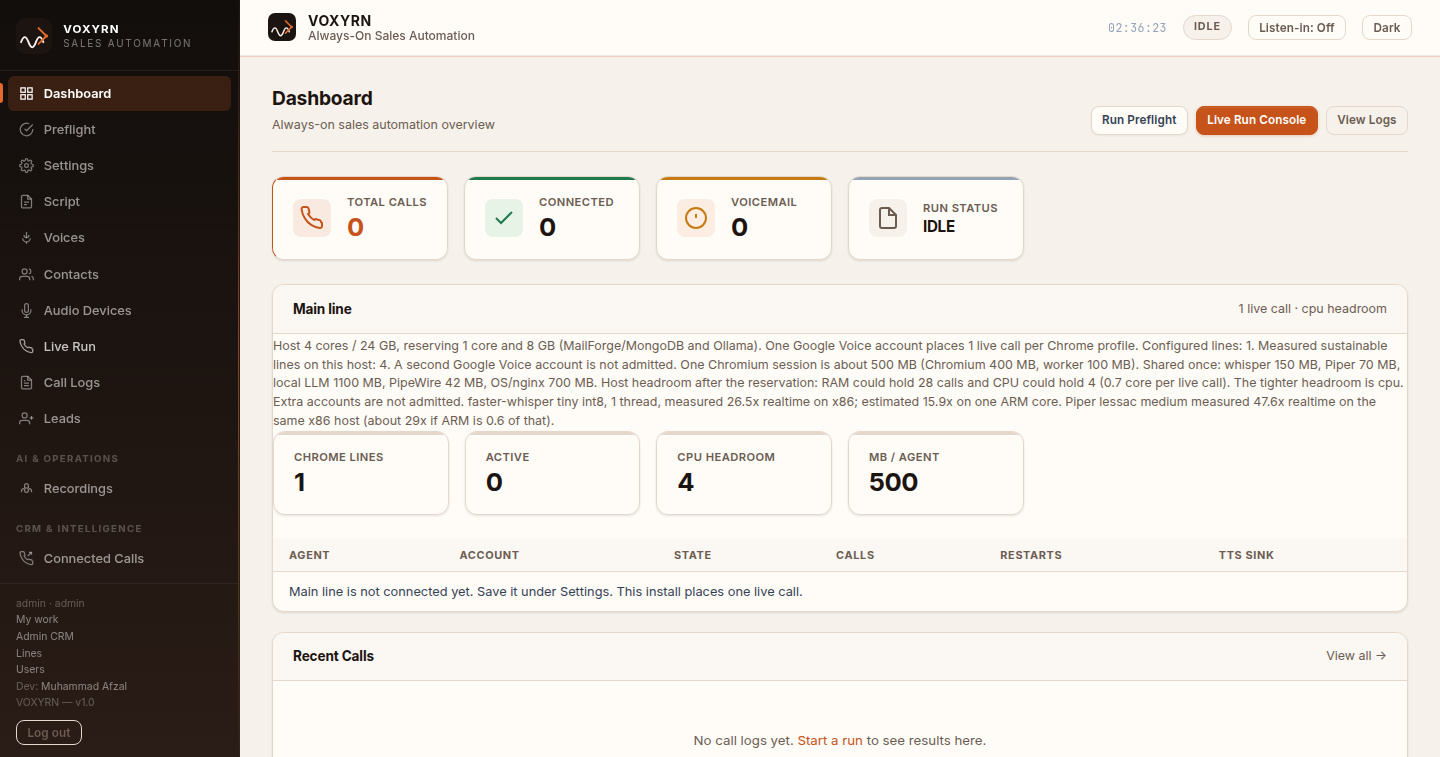 VOXYRN
SALES AUTOMATION
Dashboard
Preflight
Settings
Script
Voices
Contacts
Audio Devices
Live Run
Call Logs
Leads
AI & OPERATIONS
Recordings
CRM & INTELLIGENCE
Connected Calls
admin · admin
My work
Admin CRM
Lines
Users
Dev: Muhammad Afzal
VOXYRN — v1.0
Log out
VOXYRN
Always-On Sales Automation
02:36:23
IDLE
Listen-in: Off
Dark
Dashboard
Always-on sales automation overview
Run Preflight
Live Run Console
View Logs
TOTAL CALLS
0
CONNECTED
0
VOICEMAIL
0
RUN STATUS
IDLE
Main line
1 live call · cpu headroom
Host 4 cores / 24 GB, reserving 1 core and 8 GB (MailForge/MongoDB and Ollama). One Google Voice account places 1 live call per Chrome profile. Configured lines: 1. Measured sustainable
lines on this host: 4. A second Google Voice account is not admitted. One Chromium session is about 500 MB (Chromium 400 MB, worker 100 MB). Shared once: whisper 150 MB, Piper 70 MB,
local LLM 1100 MB, PipeWire 42 MB, OS/nginx 700 MB. Host headroom after the reservation: RAM could hold 28 calls and CPU could hold 4 (0.7 core per live call). The tighter headroom is cpu.
Extra accounts are not admitted. faster-whisper tiny int8, 1 thread, measured 26.5x realtime on x86; estimated 15.9x on one ARM core. Piper lessac medium measured 47.6x realtime on the
same x86 host (about 29x if ARM is 0.6 of that).
CHROME LINES
1
ACTIVE
0
CPU HEADROOM
4
MB / AGENT
500
AGENT ACCOUNT STATE CALLS RESTARTS TTS SINK
Main line is not connected yet. Save it under Settings. This install places one live call.
Recent Calls
View all →
No call logs yet. Start a run to see results here.